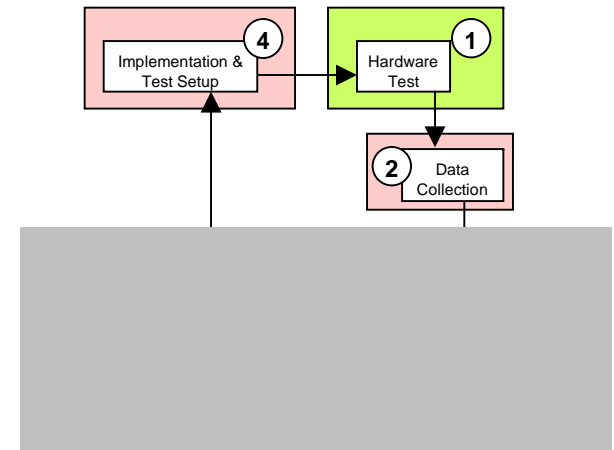 4
Implementation &
Test Setup
1
Hardware
Test
2
Data
Collection